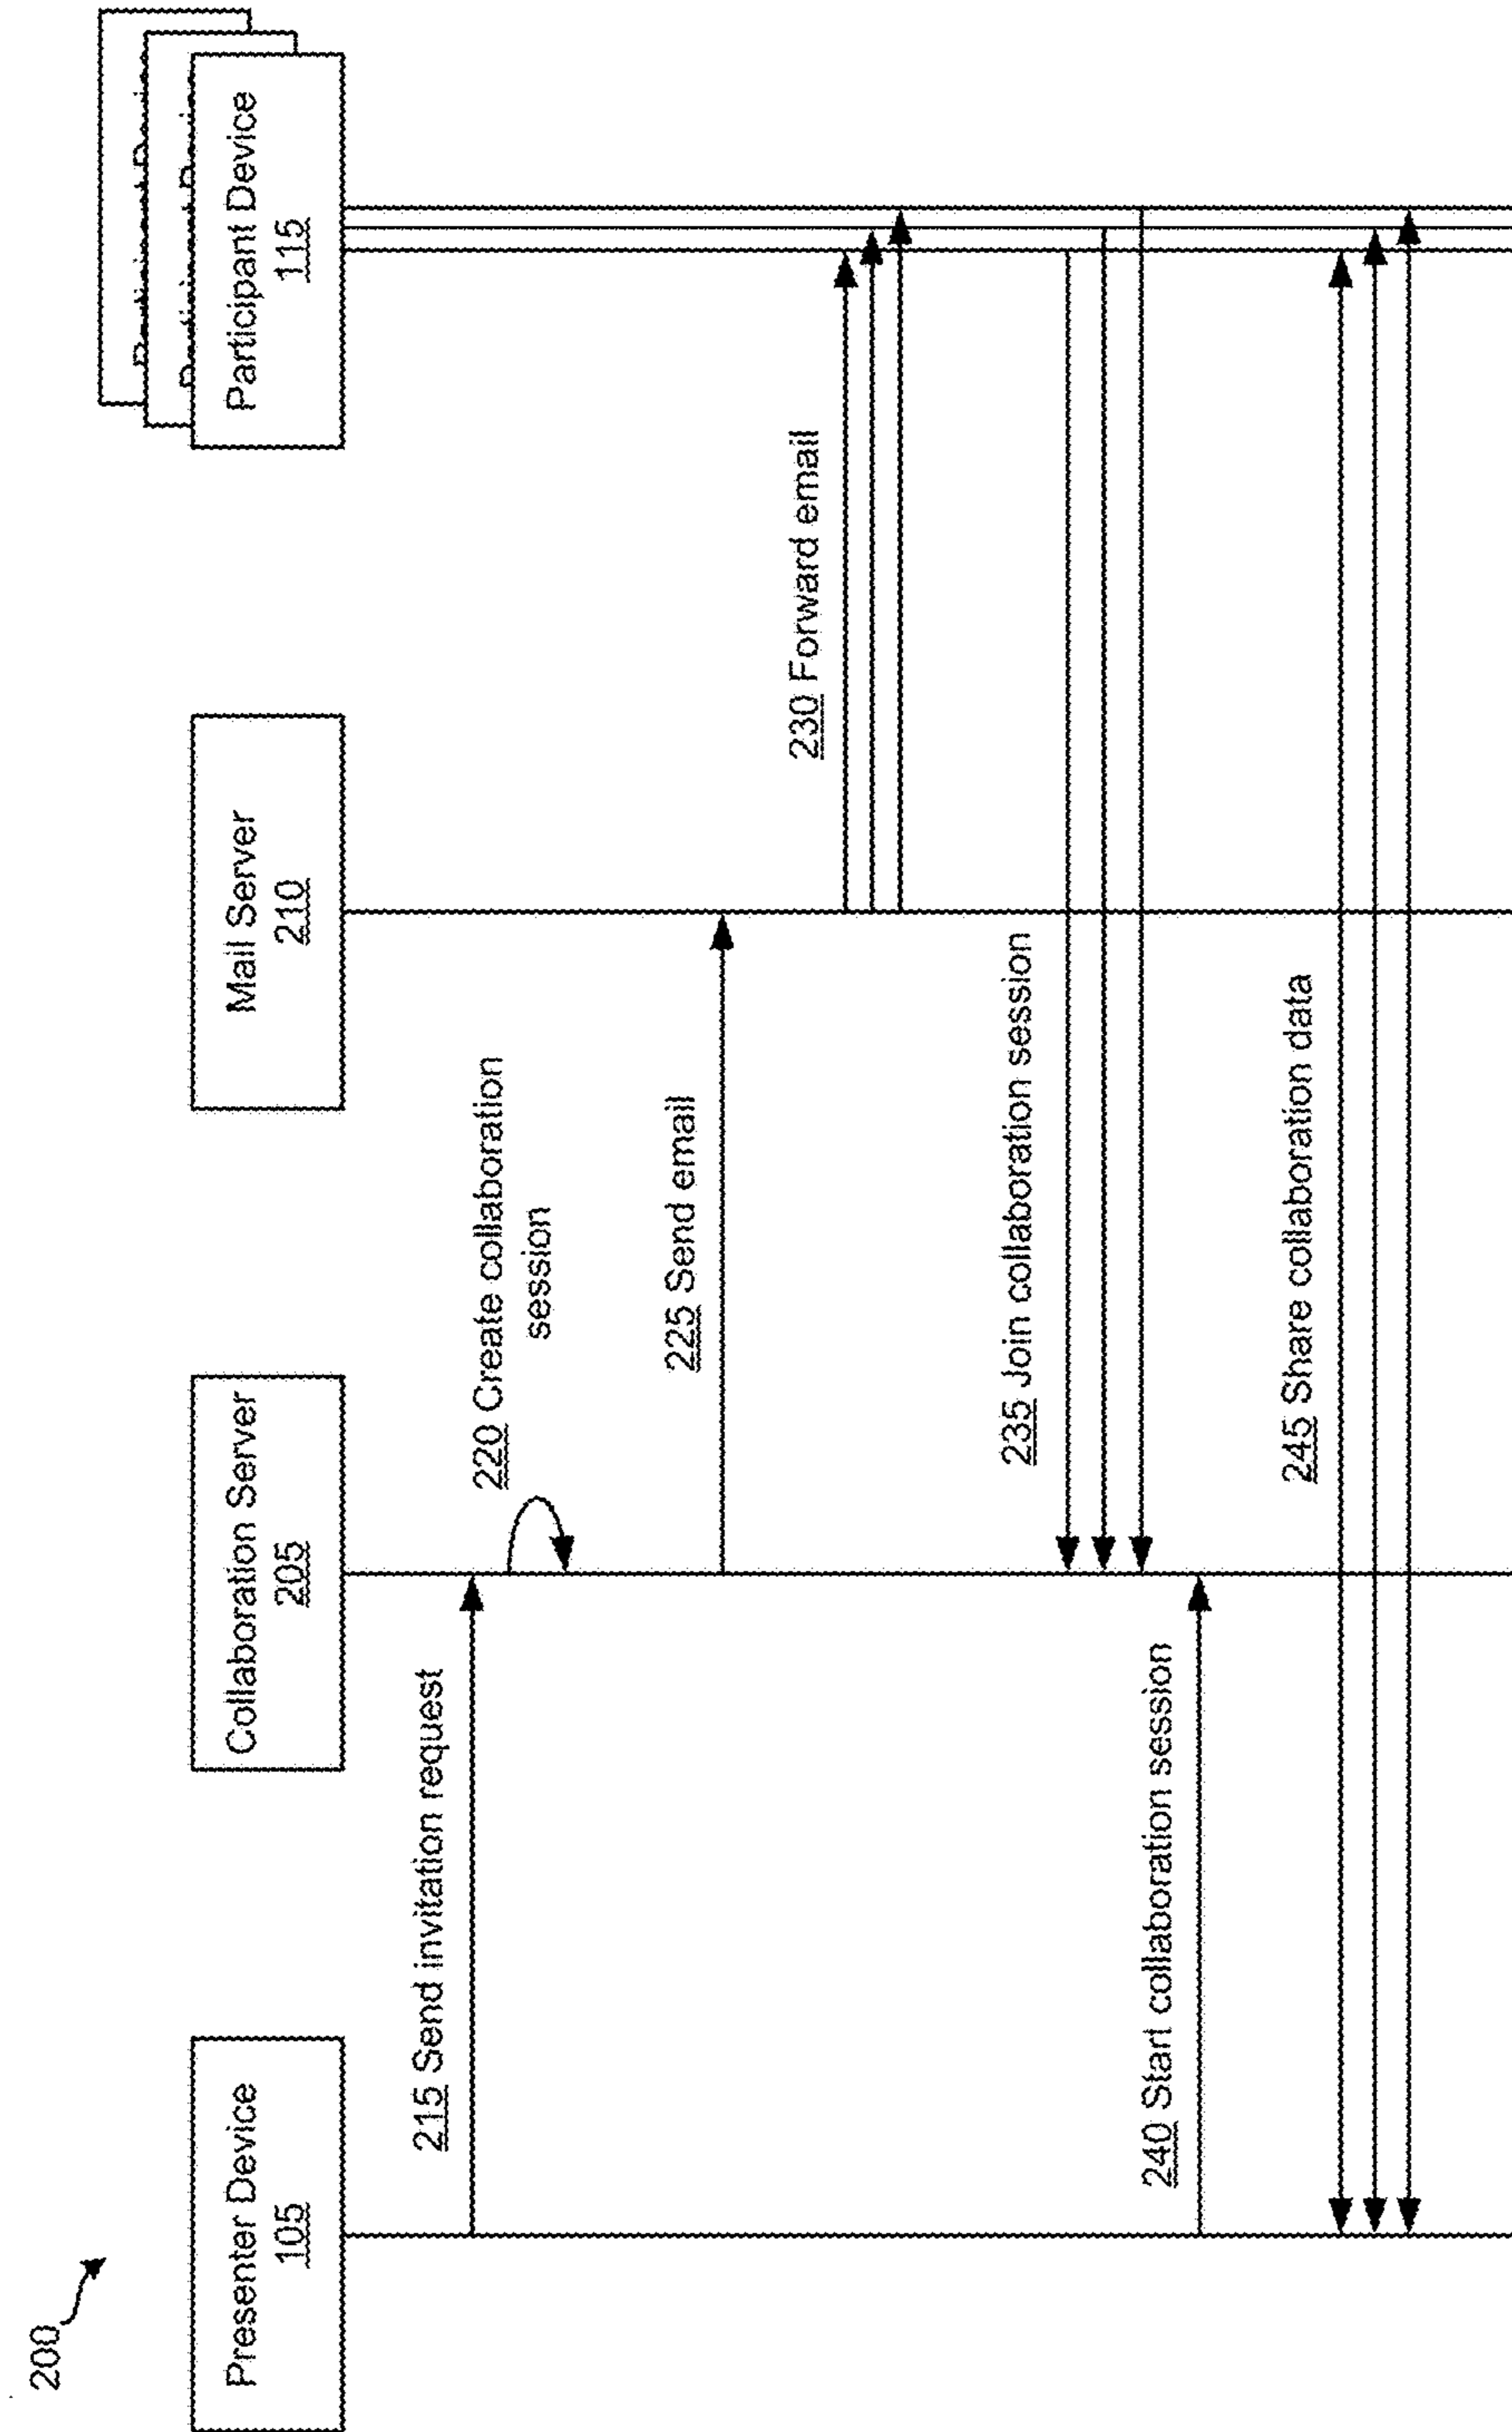 200
Presenter Device
105
Collaboration Server
205
Mail Server
210
Participant Device
115
215 Send invitation request
220 Create collaboration
session
225 Send email
230 Forward email
235 Join collaboration session
240 Start collaboration session
245 Share collaboration data